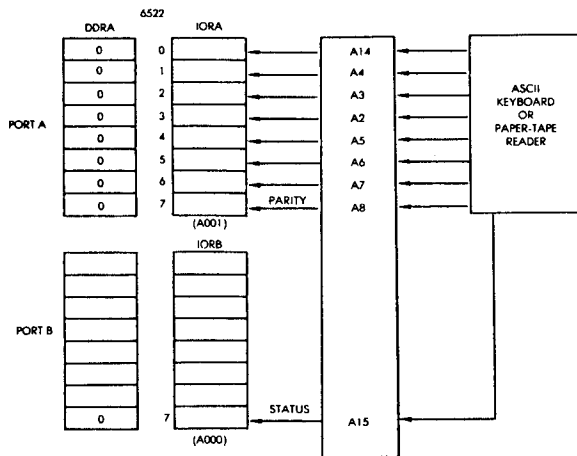 6522
DDRA IORA
0 0 A14
0 1 A4
0 2 A3
0 3 A2
0 4 A5
0 5 A6
0 6 A7
0 7 PARITY A8
PORT A
(A001)
ASCII
KEYBOARD
OR
PAPER-TAPE
READER
IORB
PORT B
0 7 STATUS A15
(A000)